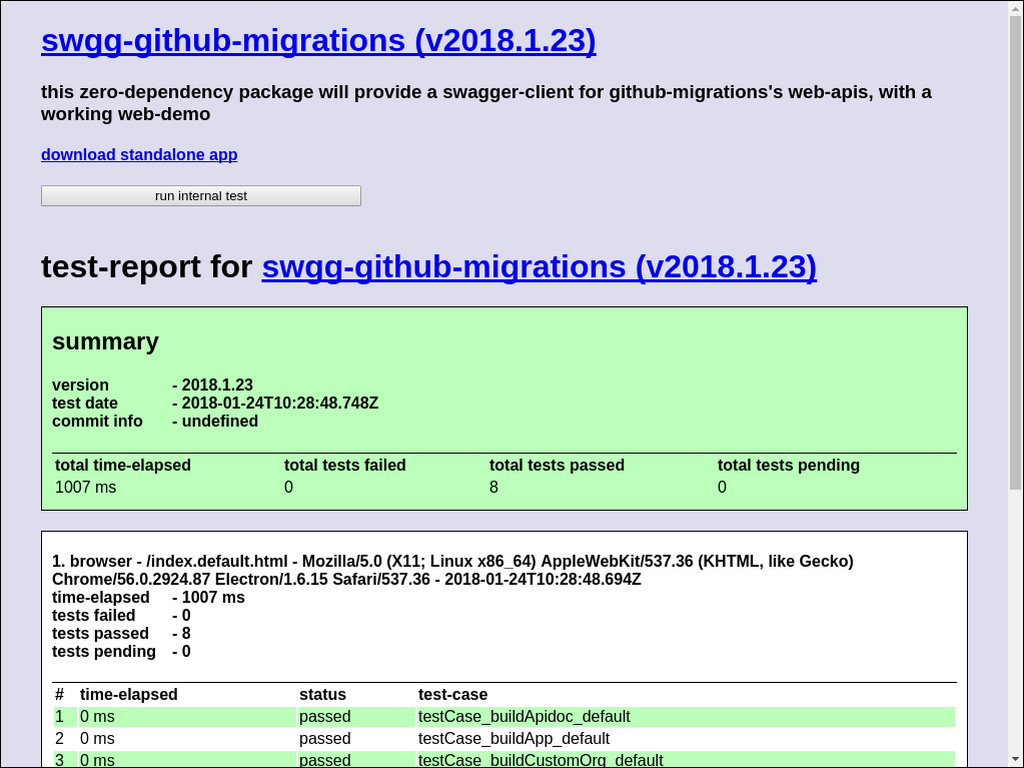 swgg-github-migrations (v2018.1.23)
this zero-dependency package will provide a swagger-client for github-migrations's web-apis, with a
working web-demo
download standalone app
run internal test
test-report for swgg-github-migrations (v2018.1.23)
summary
version - 2018.1.23
test date - 2018-01-24T10:28:48.748Z
commit info - undefined
total time-elapsed total tests failed total tests passed total tests pending
1007 ms 0 8 0
1. browser - /index.default.html - Mozilla/5.0 (X11; Linux x86_64) AppleWebKit/537.36 (KHTML, like Gecko)
Chrome/56.0.2924.87 Electron/1.6.15 Safari/537.36 - 2018-01-24T10:28:48.694Z
time-elapsed - 1007 ms
tests failed - 0
tests passed - 8
tests pending - 0
# time-elapsed status test-case
1 0 ms passed testCase_buildApidoc_default
2 0 ms passed testCase_buildApp_default
3 0 ms passed testCase_buildCustomOrg_default